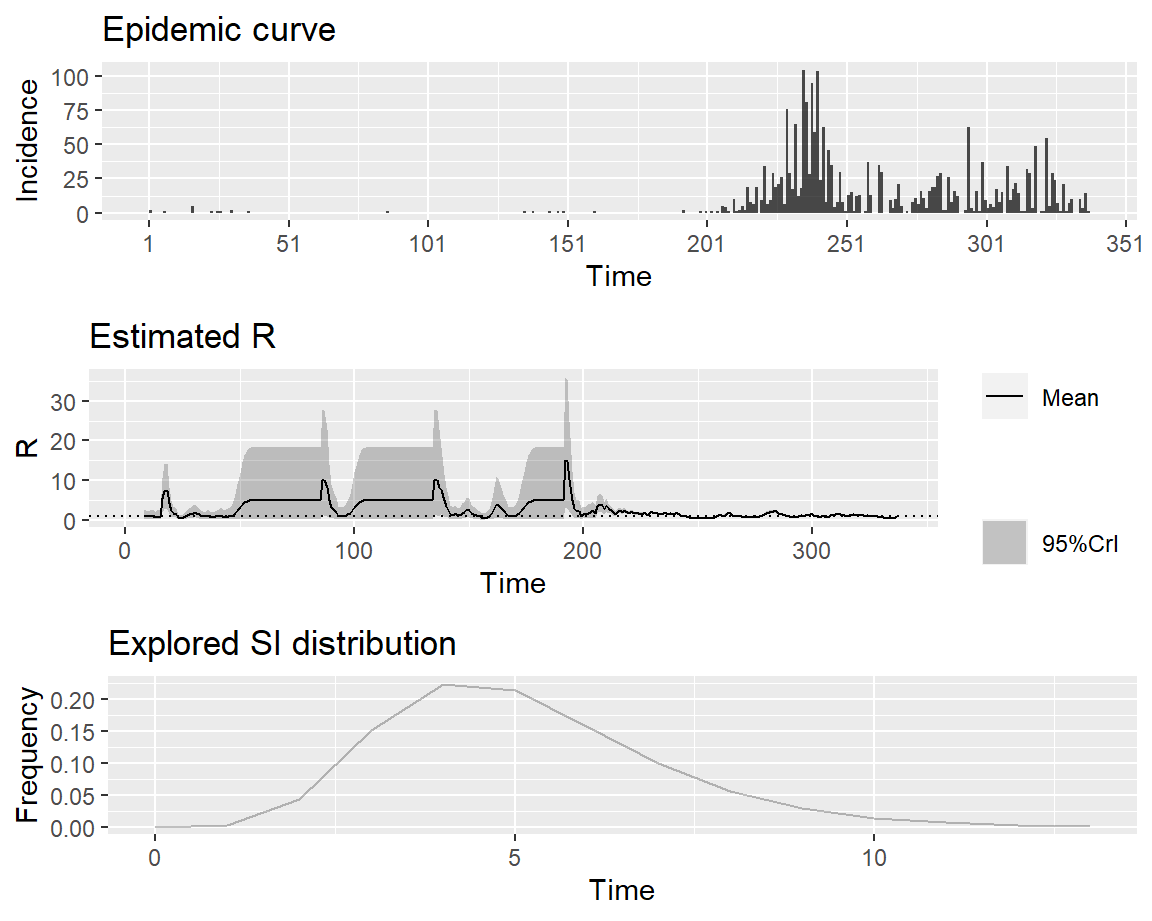 Epidemic curve
100
75
50
25
0
Incidence
1 51 101 151 201 251 301 351
Time
Estimated R
30
20
10
0
R
0 100 200 300
Time
Mean
95%CrI
Explored SI distribution
0.20
0.15
0.10
0.05
0.00
Frequency
0 5 10
Time